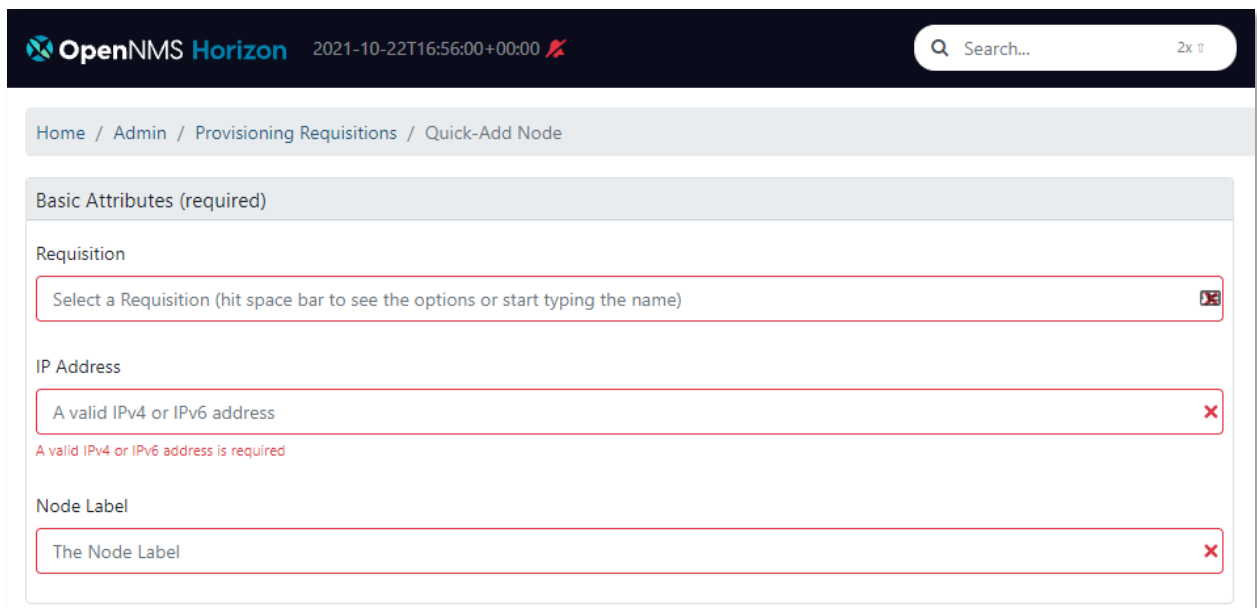 OpenNMS Horizon 2021-10-22T16:56:00+00:00 Search... 2x ⇧
Home / Admin / Provisioning Requisitions / Quick-Add Node
Basic Attributes (required)
Requisition
Select a Requisition (hit space bar to see the options or start typing the name)
IP Address
A valid IPv4 or IPv6 address
A valid IPv4 or IPv6 address is required
Node Label
The Node Label